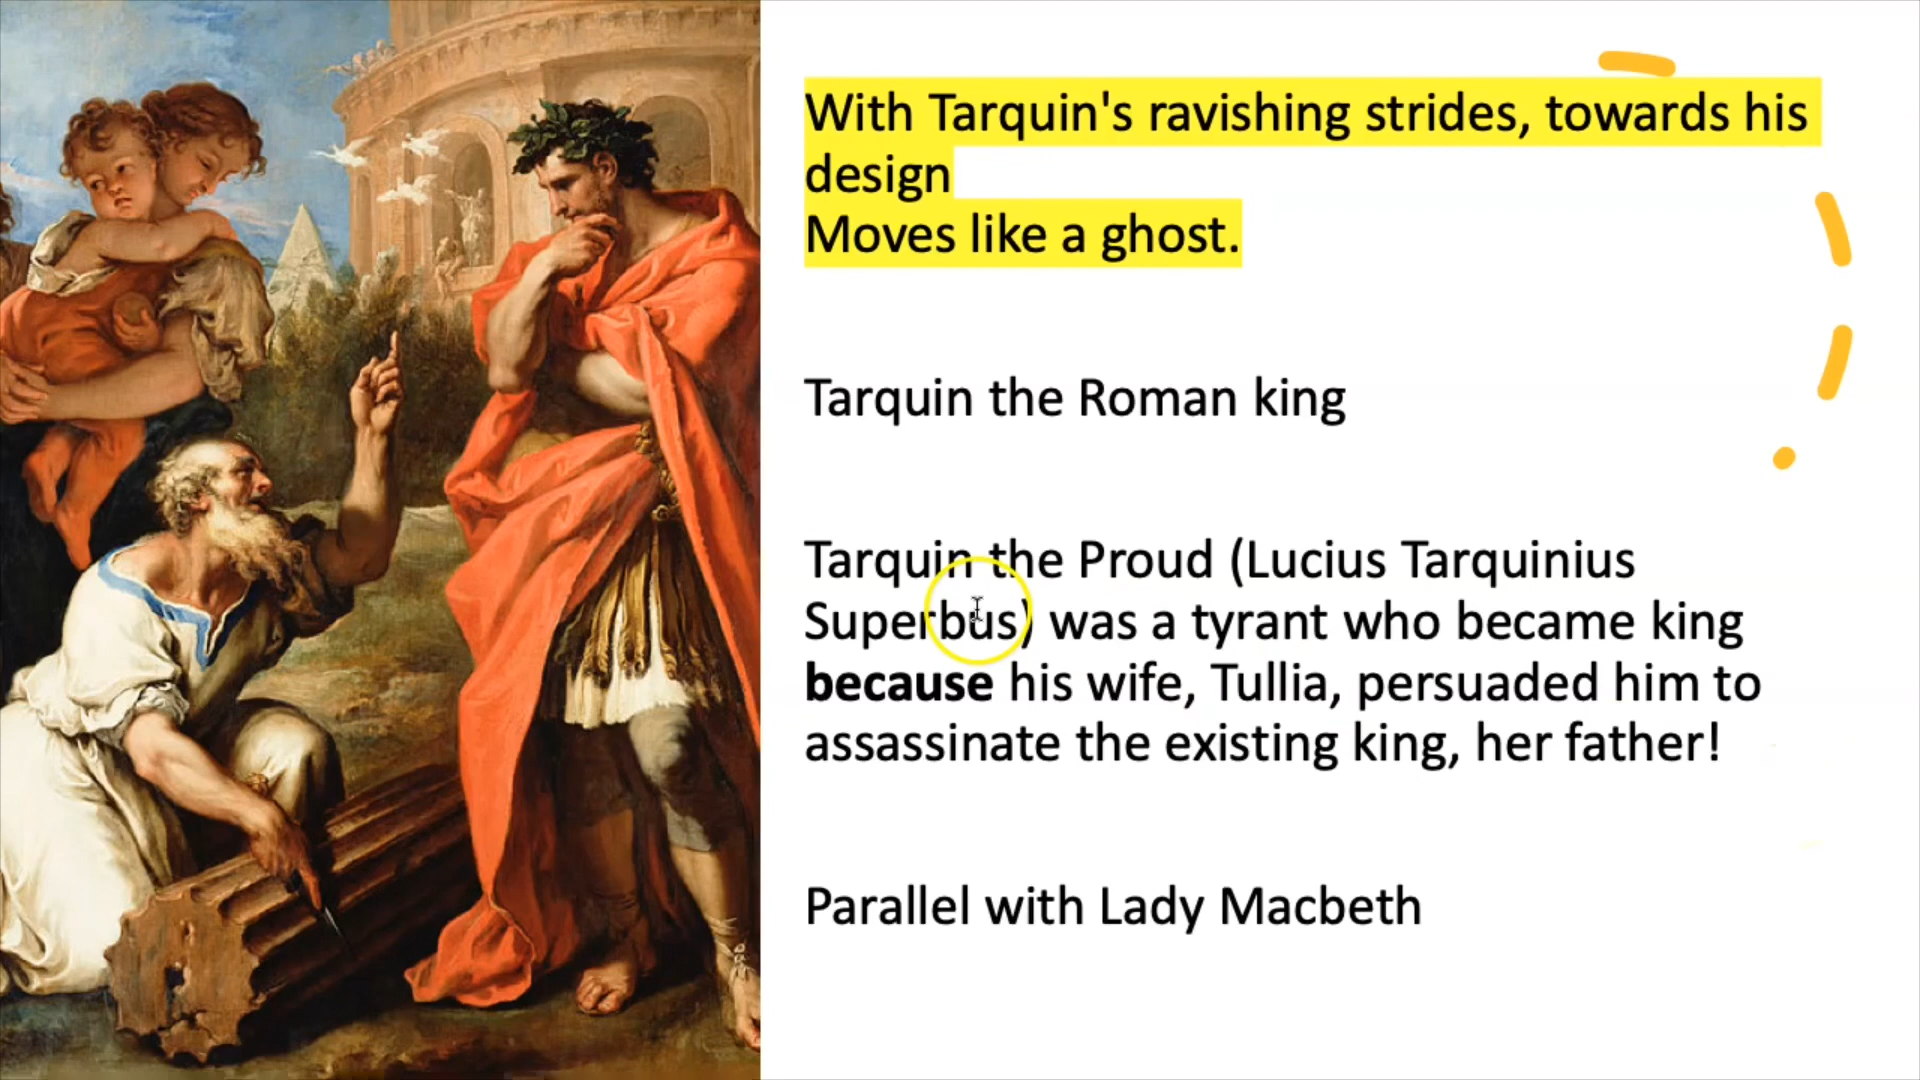 With Tarquin's ravishing strides, towards his
design
Moves like a ghost.
Tarquin the Roman king
Tarquin the Proud (Lucius Tarquinius
Superbus) was a tyrant who became king
because his wife, Tullia, persuaded him to
assassinate the existing king, her father!
Parallel with Lady Macbeth